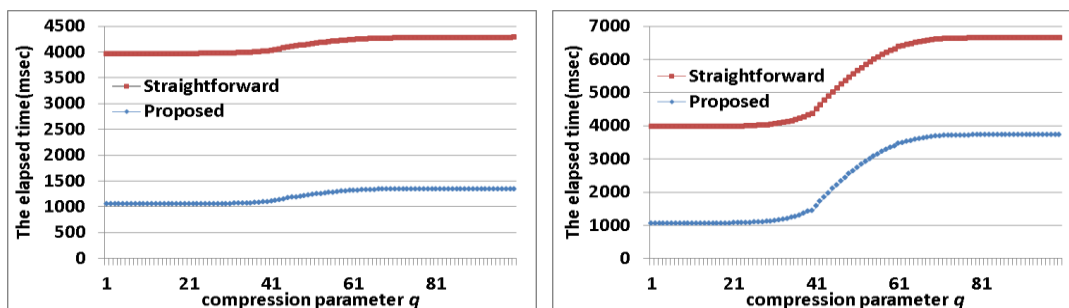 The elapsed time(msec)
4500
4000
3500
3000
2500
2000
1500
1000
500
0
Straightforward
Proposed
1 21 41 61 81
compression parameter q
The elapsed time(msec)
7000
6000
5000
4000
3000
2000
1000
0
Straightforward
Proposed
1 21 41 61 81
compression parameter q